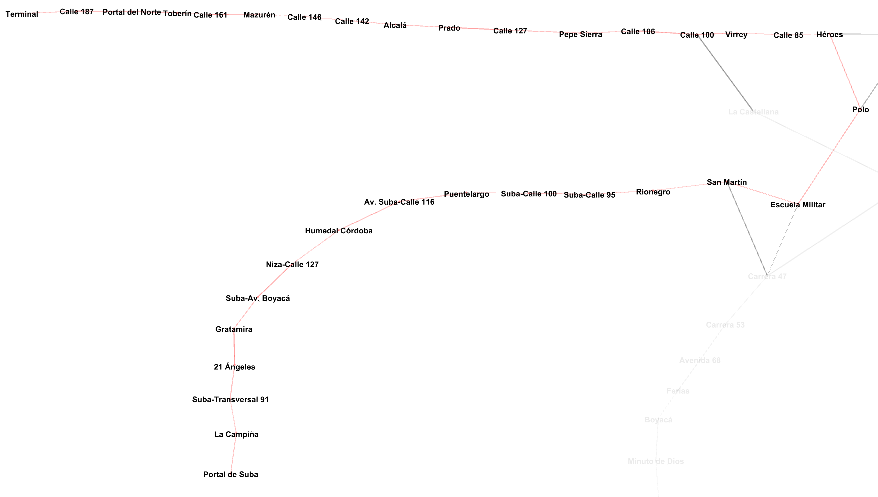 Terminal
Calle 187
Portal del Norte
Toberín
Calle 161
Mazurén
Calle 146
Calle 142
Alcalá
Prado
Calle 127
Pepe Sierra
Calle 106
Calle 100
Virrey
Calle 85
Héroes
La Castellana
Polo
San Martín
Rionegro
Suba-Calle 95
Suba-Calle 100
Puentelargo
Av. Suba-Calle 116
Escuela Militar
Humedal Córdoba
Niza-Calle 127
Carrera 47
Suba-Av. Boyacá
Gratamira
Carrera 53
Avenida 68
21 Ángeles
Ferias
Suba-Transversal 91
Boyacá
La Campiña
Minuto de Dios
Portal de Suba